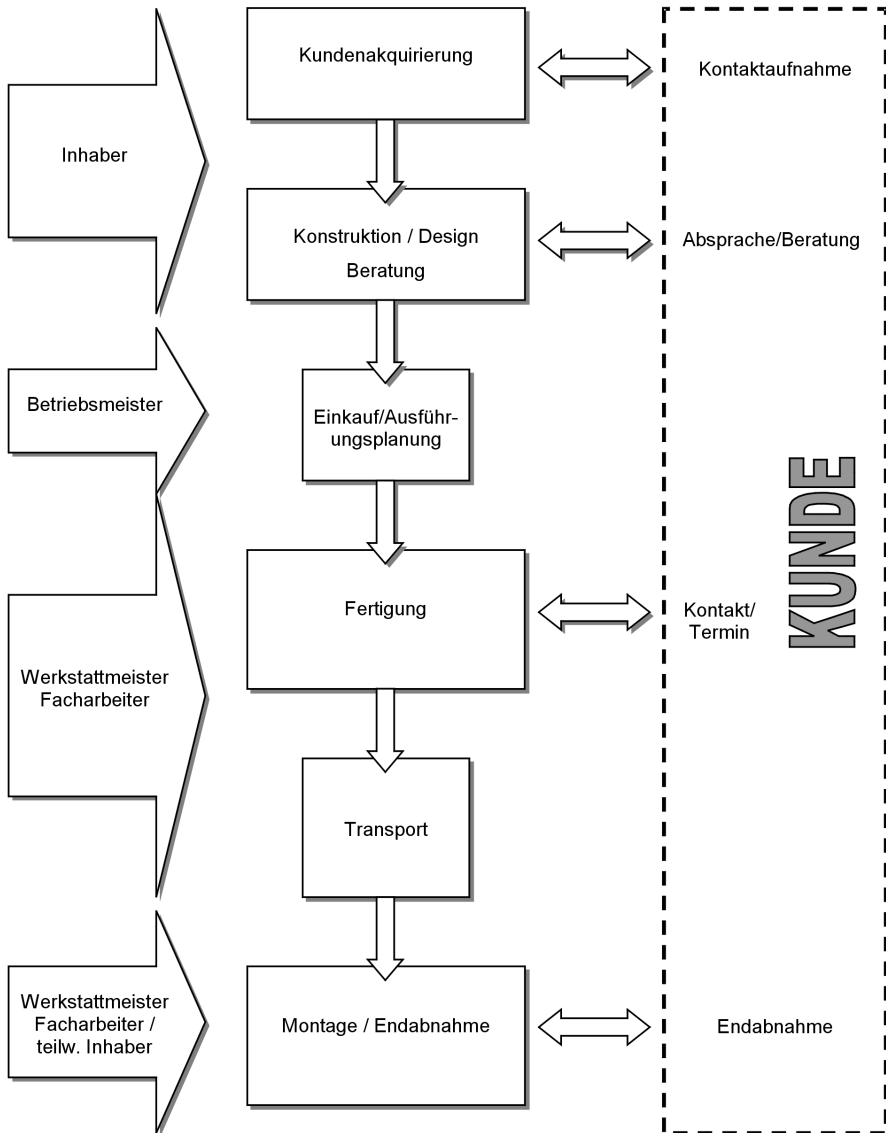 Kundenakquirierung
Kontaktaufnahme
Inhaber
Konstruktion / Design
Beratung
Absprache/Beratung
Betriebsmeister
Einkauf/Ausführ-
ungsplanung
KUNDE
Fertigung
Kontakt/
Termin
Werkstattmeister
Facharbeiter
Transport
Werkstattmeister
Facharbeiter /
teilw. Inhaber
Montage / Endabnahme
Endabnahme